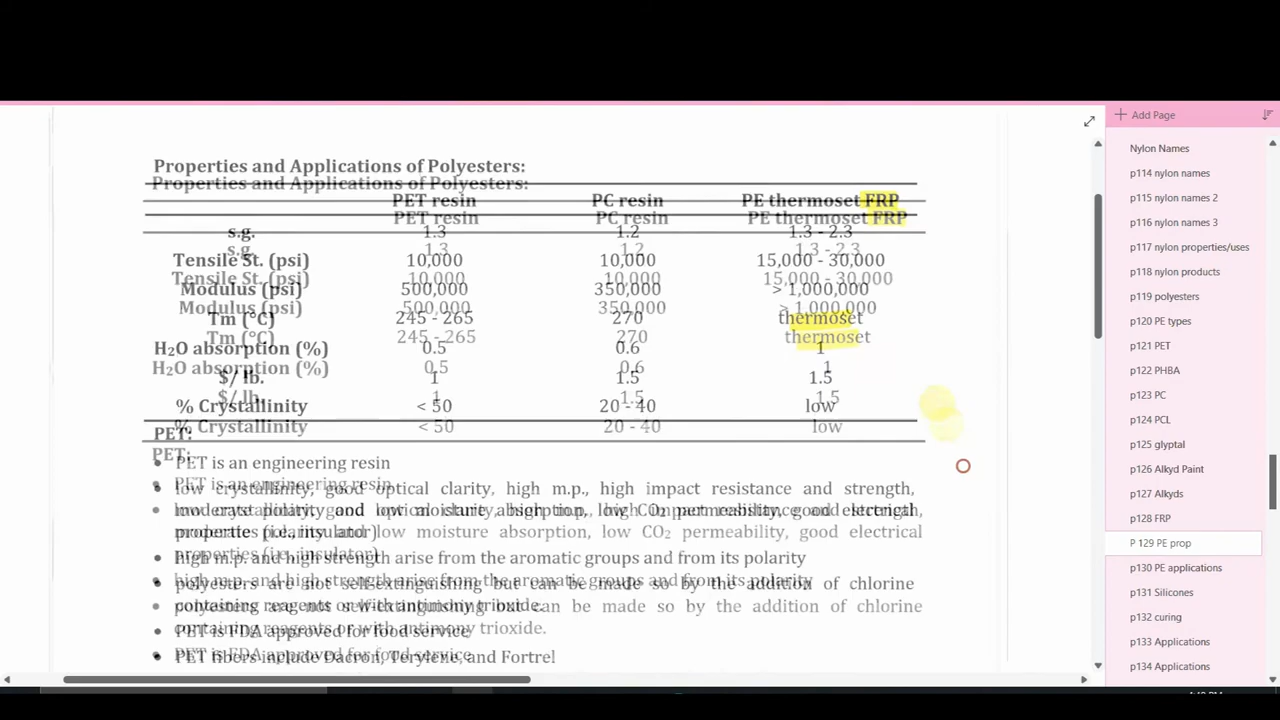 Add Page
Properties and Applications of Polyesters:
PET resin PC resin PE thermoset FRP
s.g. 1.3 1.2 1.3 - 2.3
Tensile St. (psi) 10,000 10,000 15,000 - 30,000
Modulus (psi) 500,000 350,000 > 1,000,000
Tm (°C) 245 - 265 270 thermoset
H₂O absorption (%) 0.5 0.6 1
$/ lb. 1 1.5 1.5
% Crystallinity < 50 20 - 40 low
PET:
• PET is an engineering resin
• low crystallinity, good optical clarity, high m.p., high impact resistance and strength,
moderate polarity and low moisture absorption, low CO₂ permeability, good electrical
properties (i.e. insulator)
• high m.p. and high strength arise from the aromatic groups and from its polarity
• polyesters are not self-extinguishing but can be made so by the addition of chlorine
containing reagents or with antimony trioxide.
• PET is FDA approved for food service
• PET fibers include Dacron, Terylene, and Fortrel
Nylon Names
p114 nylon names
p115 nylon names 2
p116 nylon names 3
p117 nylon properties/uses
p118 nylon products
p119 polyesters
p120 PE types
p121 PET
p122 PHBA
p123 PC
p124 PCL
p125 glyptal
p126 Alkyd Paint
p127 Alkyds
p128 FRP
P 129 PE prop
p130 PE applications
p131 Silicones
p132 curing
p133 Applications
p134 Applications